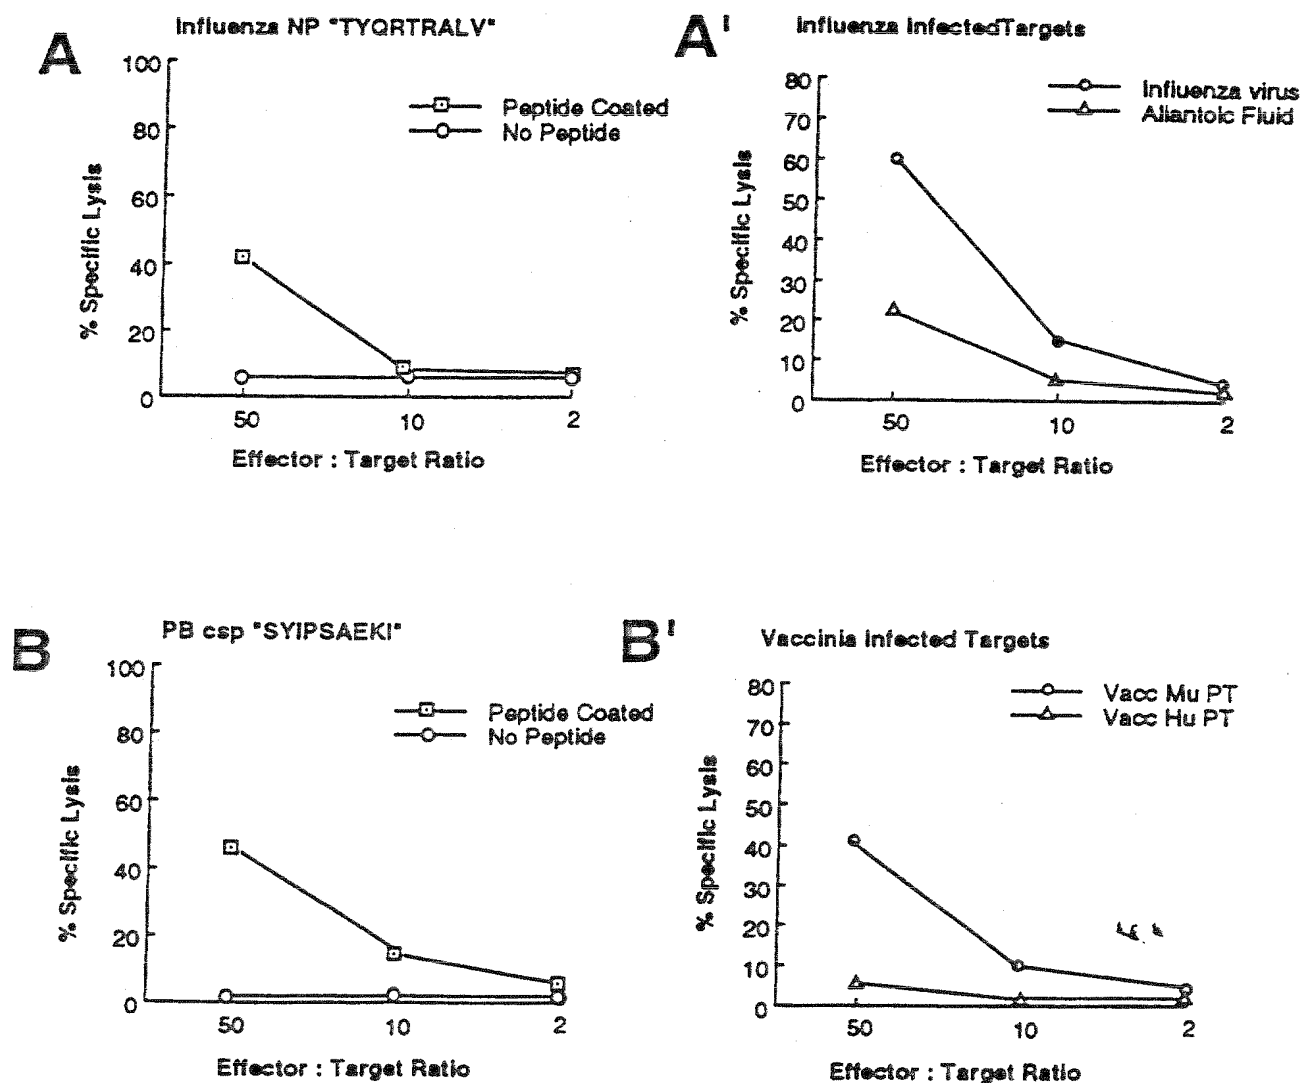 A
Influenza NP "TYQRTRALV"
100
80
60
40
20
0
% Specific Lysis
Peptide Coated
No Peptide
50 10 2
Effector : Target Ratio
A'
Influenza InfectedTargets
80
70
60
50
40
30
20
10
0
% Specific Lysis
Influenza virus
Allantoic Fluid
50 10 2
Effector : Target Ratio
B
PB csp "SYIPSAEKI"
100
80
60
40
20
0
% Specific Lysis
Peptide Coated
No Peptide
50 10 2
Effector : Target Ratio
B'
Vaccinia Infected Targets
80
70
60
50
40
30
20
10
0
% Specific Lysis
Vacc Mu PT
Vacc Hu PT
50 10 2
Effector : Target Ratio